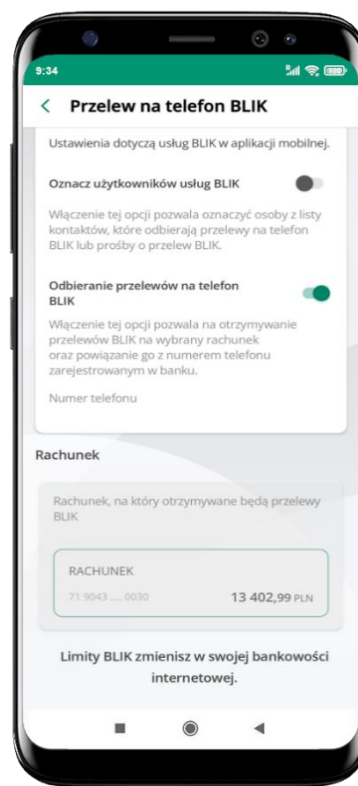 9:34
Przelew na telefon BLIK
Ustawienia dotyczą usług BLIK w aplikacji mobilnej.
Oznacz użytkowników usług BLIK
Włączenie tej opcji pozwala oznaczyć osoby z listy
kontaktów, które odbierają przelewy na telefon
BLIK lub prośby o przelew BLIK.
Odbieranie przelewów na telefon
BLIK
Włączenie tej opcji pozwala na otrzymywanie
przelewów BLIK na wybrany rachunek
oraz powiązanie go z numerem telefonu
zarejestrowanym w banku.
Numer telefonu
Rachunek
Rachunek, na który otrzymywane będą przelewy
BLIK
RACHUNEK
71 9043 .... 0030 13 402,99 PLN
Limity BLIK zmienisz w swojej bankowości
internetowej.